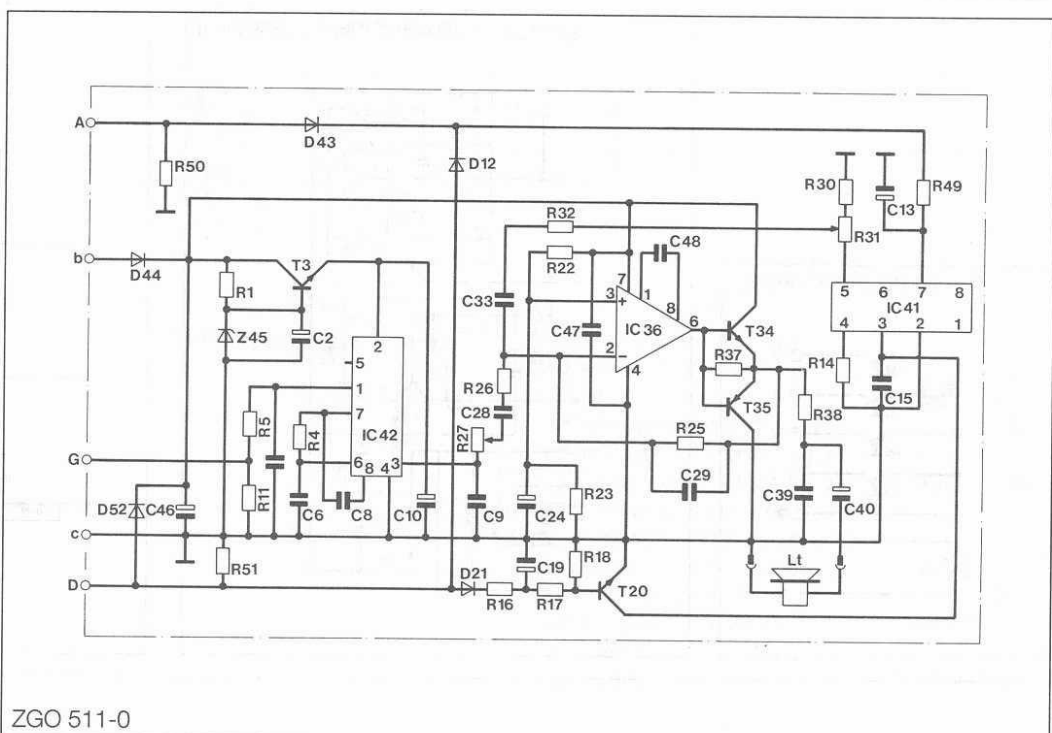 A
D43
D12
R50
R30
C13
R49
R32
R31
C48
R22
b
D44
T3
R1
C33
7
1
3
+
8
5 6 7 8
IC41
4 3 2 1
Z45
C2
2
C47
IC36
6
T34
5
2
−
4
R37
R14
1
R26
C15
7
C28
T35
R38
R5
R4
IC42
R27
R25
G
6 8 4 3
C29
R11
R23
C39
C40
D52
C46
C6
C8
C10
C9
C24
c
R18
Lt
R51
C19
D
D21
R16
R17
T20
ZGO 511-0